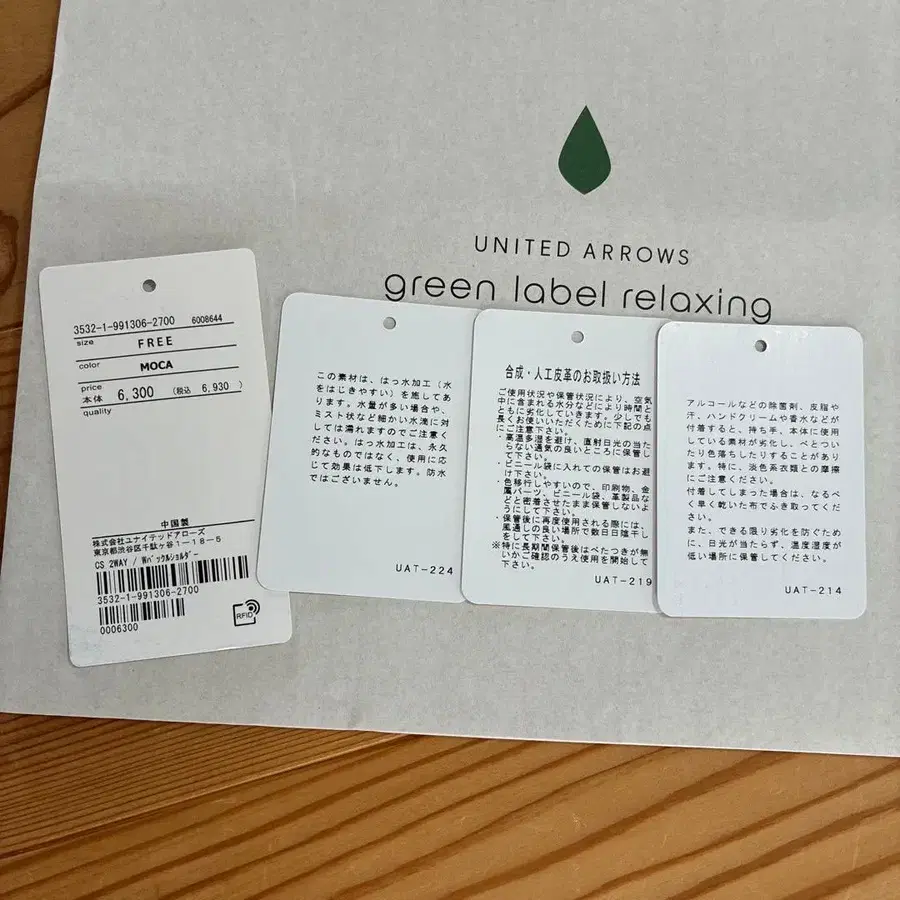 UNITED ARROWS
green label relaxing
3532-1-991306-2700 6008644
size FREE
color MOCA
price
本体 6,300 (税込 6,930 )
quality
中国製
株式会社ユナイテッドアローズ
東京都渋谷区千駄ヶ谷1-18-5
CS 2WAY / Wバックルショルダー
3532-1-991306-2700
0006300
RFID
この素材は、はっ水加工(水
をはじきやすい)を施してあ
ります。水量が多い場合や、
ミスト状など細かい水滴に対
しては濡れますのでご注意く
ださい。はっ水加工は、永久
的なものではなく、使用に応
じて効果は低下します。防水
ではございません。
UAT-224
合成・人工皮革のお取扱い方法
ご使用状況や保管状況により、空気
中に含まれる水分などにより時間と
ともに劣化していきます。少しでも
長くお使いいただくために下記の点
にご注意下さい。
・高温多湿を避け、直射日光の当た
らない通気の良いところに保管し
て下さい。
・ビニール袋に入れての保管はお避
け下さい。
・色移行しやすいので、印刷物、金
属パーツ、ビニール袋、革製品な
どと密着させたまま保管しないよ
うにして下さい。
・保管後に再度使用される際には、
風通しの良い場所で数日日陰干し
をして下さい。
※特に長期間保管後はべたつきが無
いかご確認のうえ使用を開始して
下さい。
UAT-219
アルコールなどの除菌剤、皮脂や
汗、ハンドクリームや香水などが
付着すると、持ち手、本体に使用
している素材が劣化し、べとつい
たり色落ちしたりすることがあり
ます。特に、淡色系衣類との摩擦
にご注意ください。
付着してしまった場合は、なるべ
く早く乾いた布でふき取ってくだ
さい。
また、できる限り劣化を防ぐため
に、日光が当たらず、温度湿度が
低い場所に保管してください。
UAT-214